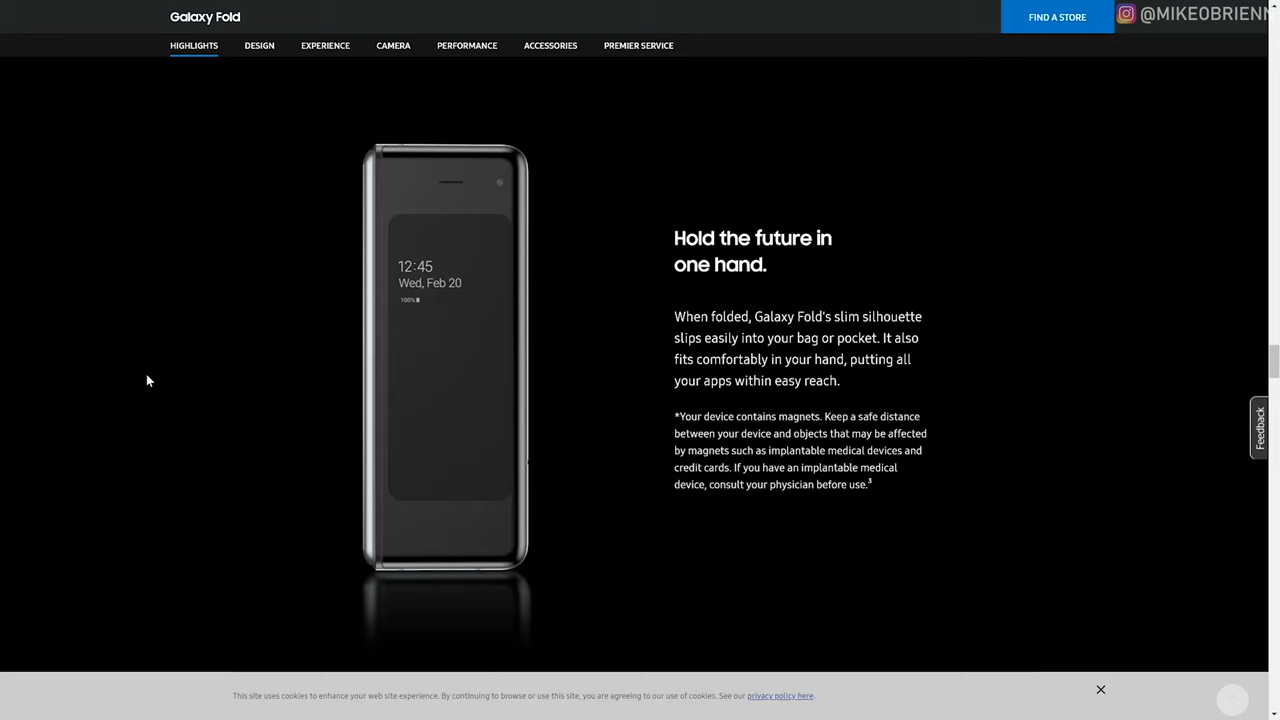 Galaxy Fold
FIND A STORE
@MIKEOBRIENN
HIGHLIGHTS DESIGN EXPERIENCE CAMERA PERFORMANCE ACCESSORIES PREMIER SERVICE
12:45
Wed, Feb 20
100%
Hold the future in
one hand.
When folded, Galaxy Fold's slim silhouette
slips easily into your bag or pocket. It also
fits comfortably in your hand, putting all
your apps within easy reach.
*Your device contains magnets. Keep a safe distance
between your device and objects that may be affected
by magnets such as implantable medical devices and
credit cards. If you have an implantable medical
device, consult your physician before use.³
Feedback
This site uses cookies to enhance your web site experience. By continuing to browse or use this site, you are agreeing to our use of cookies. See our privacy policy here.